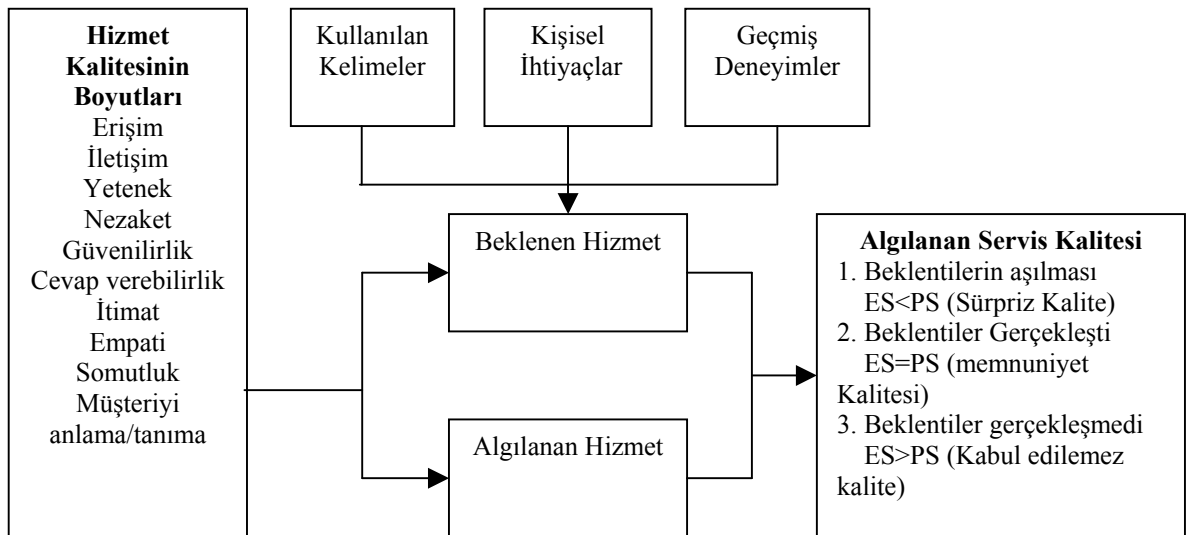 Hizmet
Kalitesinin
Boyutları
Erişim
İletişim
Yetenek
Nezaket
Güvenilirlik
Cevap verebilirlik
İtimat
Empati
Somutluk
Müşteriyi
anlama/tanıma
Kullanılan
Kelimeler
Kişisel
İhtiyaçlar
Geçmiş
Deneyimler
Beklenen Hizmet
Algılanan Hizmet
Algılanan Servis Kalitesi
1. Beklentilerin aşılması
ES<PS (Sürpriz Kalite)
2. Beklentiler Gerçekleşti
ES=PS (memnuniyet
Kalitesi)
3. Beklentiler gerçekleşmedi
ES>PS (Kabul edilemez
kalite)